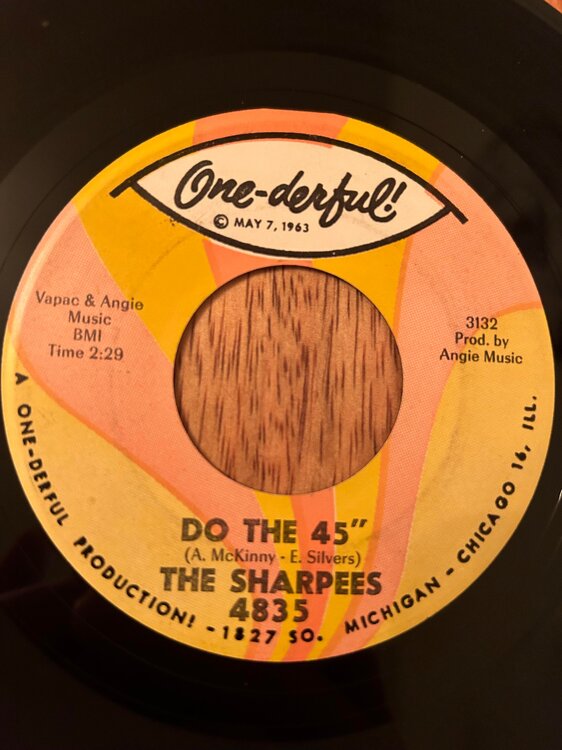 One-derful!
© MAY 7, 1963
Vapac & Angie
Music
BMI
Time 2:29
3132
Prod. by
Angie Music
DO THE 45"
(A. McKinny - E. Silvers)
THE SHARPEES
4835
A ONE-DERFUL PRODUCTION! - 1827 SO. MICHIGAN - CHICAGO 16, ILL.